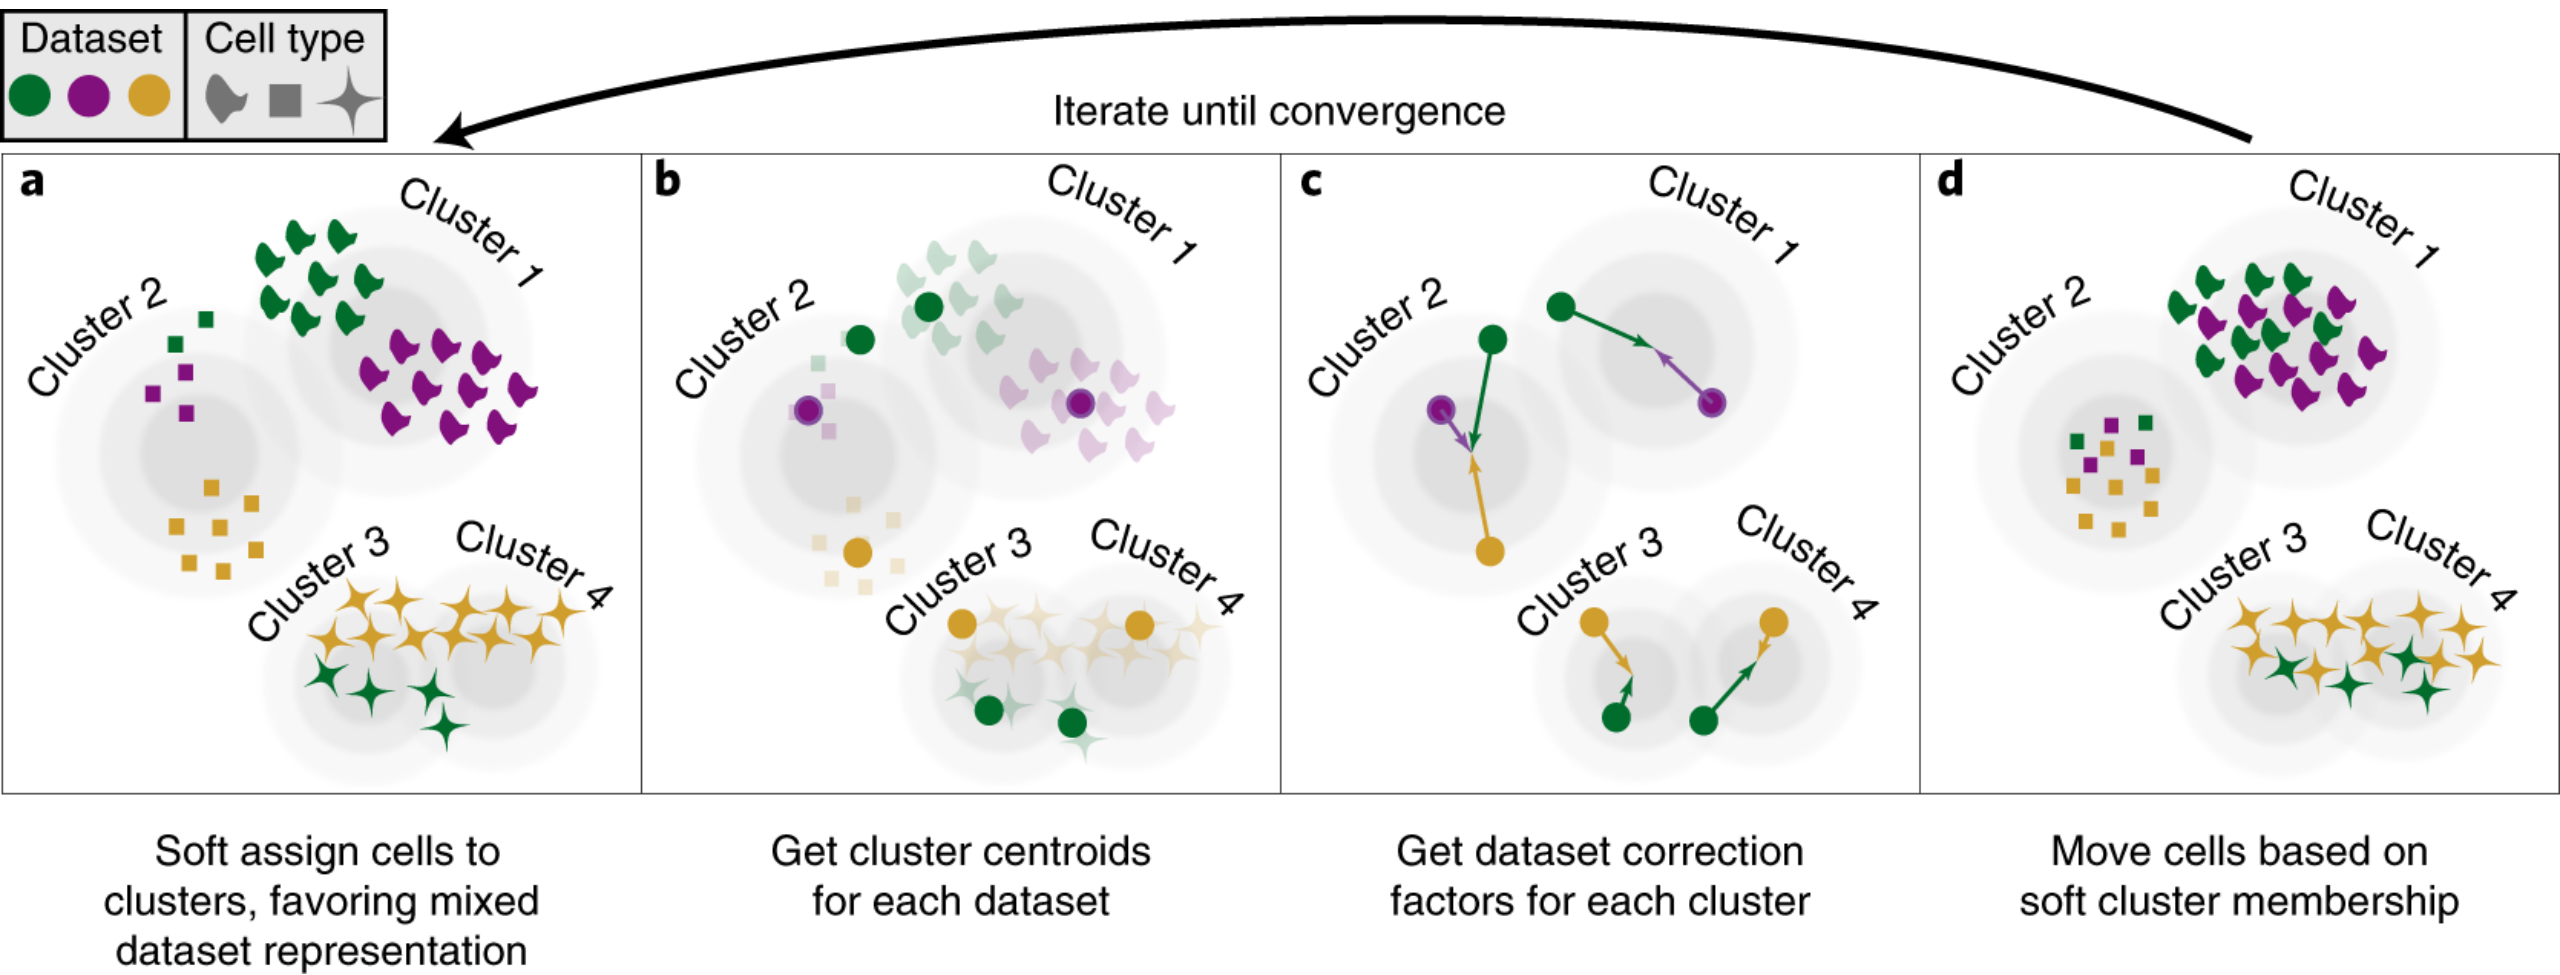 Dataset
Cell type
Iterate until convergence
a
Cluster 1
Cluster 2
Cluster 3
Cluster 4
b
Cluster 1
Cluster 2
Cluster 3
Cluster 4
c
Cluster 1
Cluster 2
Cluster 3
Cluster 4
d
Cluster 1
Cluster 2
Cluster 3
Cluster 4
Soft assign cells to
clusters, favoring mixed
dataset representation
Get cluster centroids
for each dataset
Get dataset correction
factors for each cluster
Move cells based on
soft cluster membership